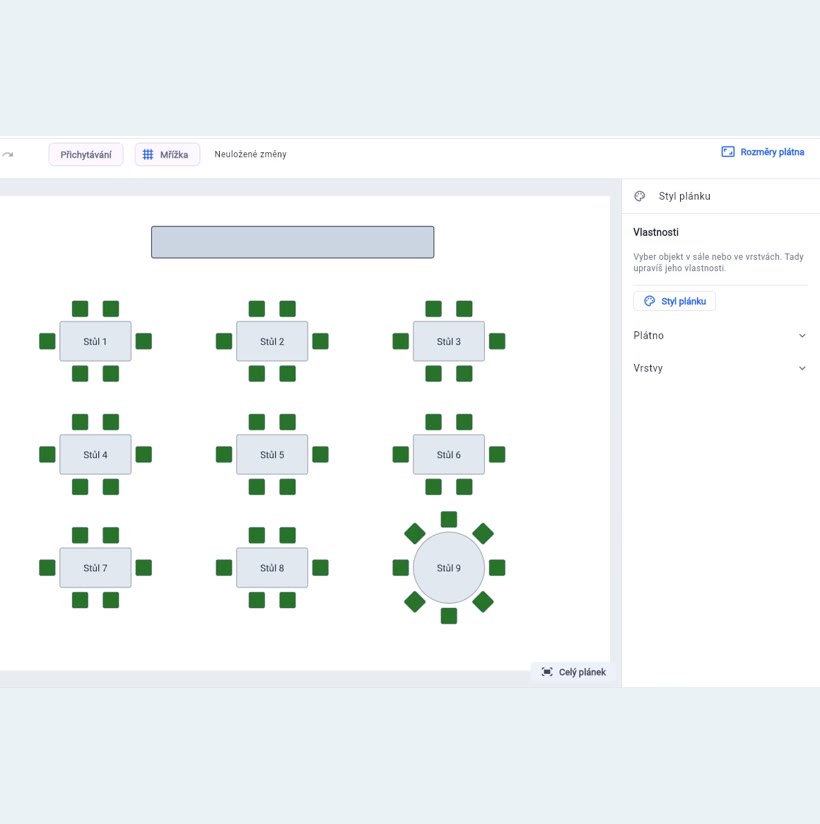 Přichytávání
Mřížka
Neuložené změny
Rozměry plátna
Styl plánku
Vlastnosti
Vyber objekt v sále nebo ve vrstvách. Tady
upravíš jeho vlastnosti.
Styl plánku
Plátno
Vrstvy
Stůl 1
Stůl 2
Stůl 3
Stůl 4
Stůl 5
Stůl 6
Stůl 7
Stůl 8
Stůl 9
Celý plánek